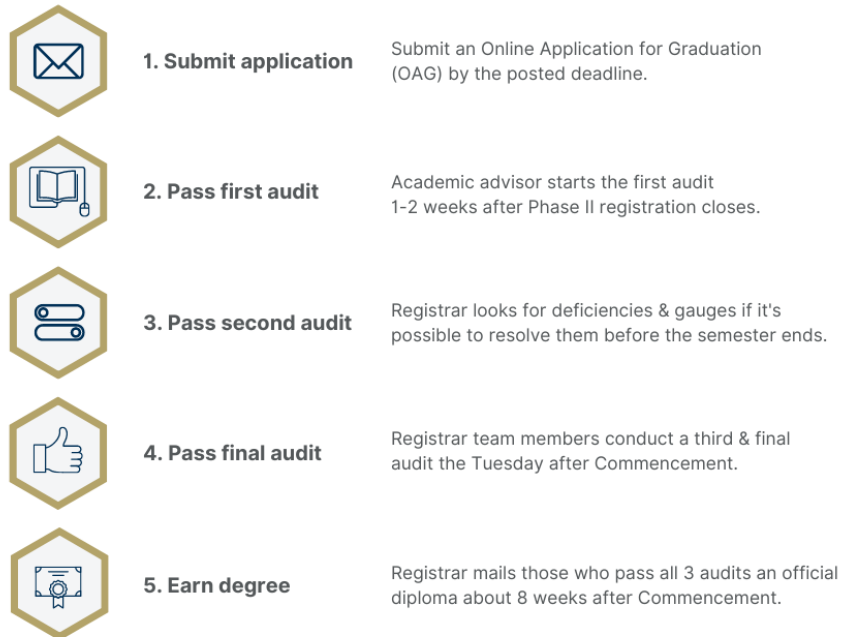 1. Submit application
Submit an Online Application for Graduation
(OAG) by the posted deadline.
2. Pass first audit
Academic advisor starts the first audit
1-2 weeks after Phase II registration closes.
3. Pass second audit
Registrar looks for deficiencies & gauges if it's
possible to resolve them before the semester ends.
4. Pass final audit
Registrar team members conduct a third & final
audit the Tuesday after Commencement.
5. Earn degree
Registrar mails those who pass all 3 audits an official
diploma about 8 weeks after Commencement.